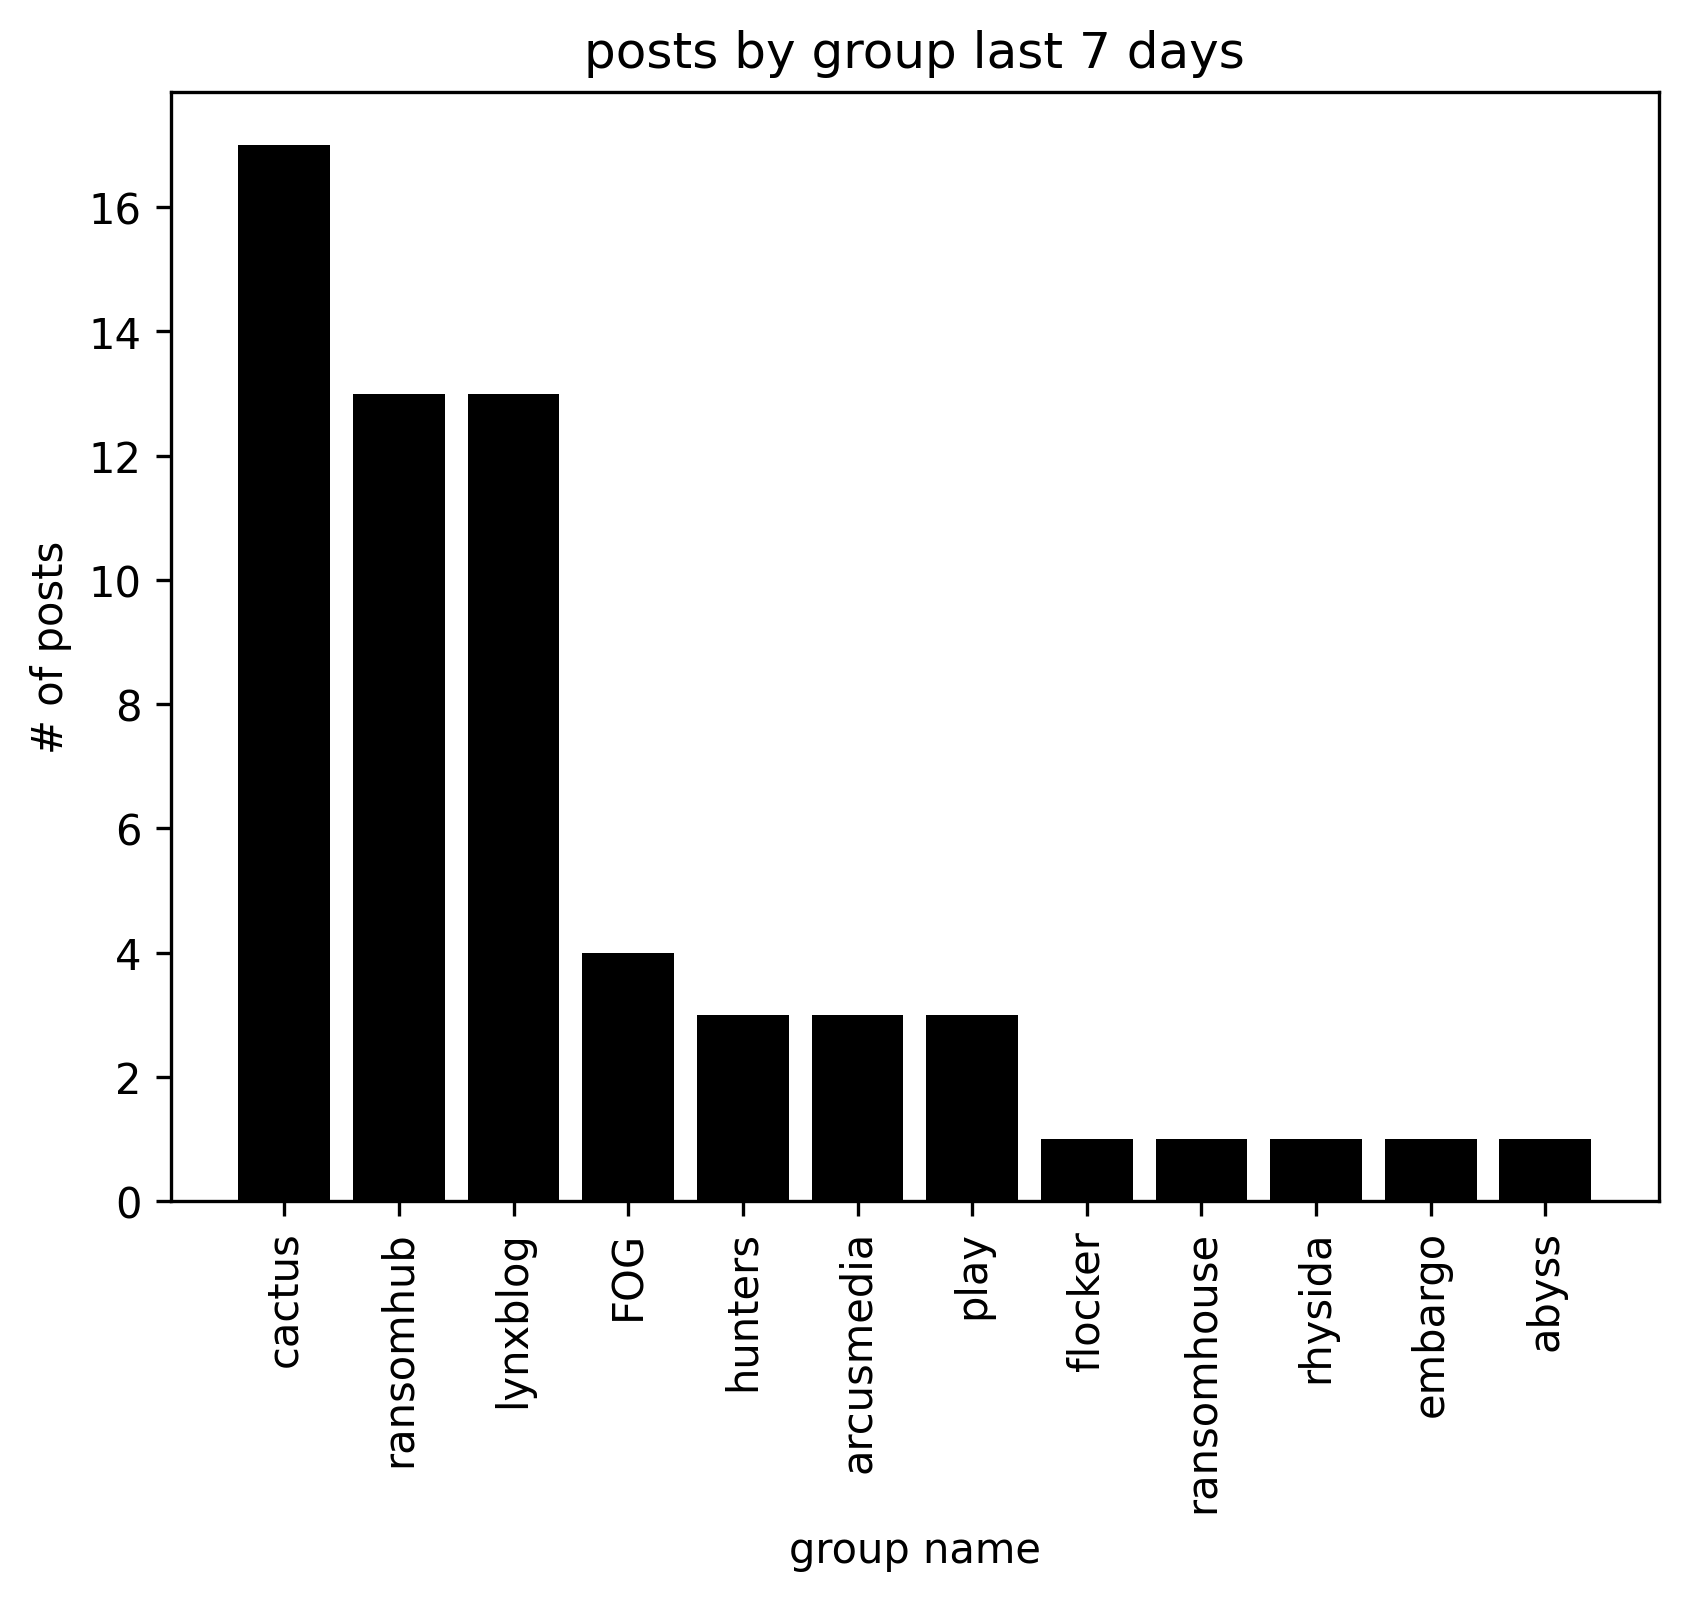 posts by group last 7 days
# of posts
16
14
12
10
8
6
4
2
0
cactus
ransomhub
lynxblog
FOG
hunters
arcusmedia
play
flocker
ransomhouse
rhysida
embargo
abyss
group name